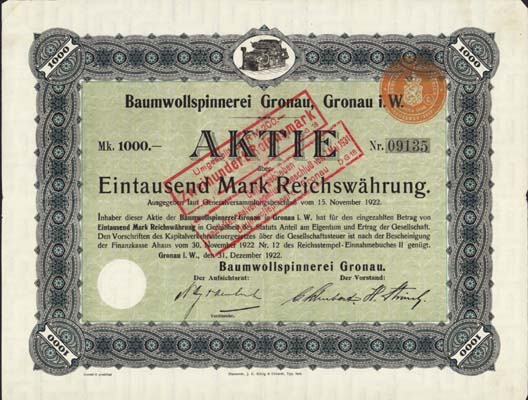 1000
1000
Baumwollspinnerei Gronau, Gronau i.W.
Mk. 1000.—
AKTIE
Nr. 09135
über
Eintausend Mark Reichswährung.
Ausgegeben laut Generalversammlungsbeschluß vom 15. November 1922.
Inhaber dieser Aktie der Baumwollspinnerei Gronau in Gronau i. W. hat für den eingezahlten Betrag von
Eintausend Mark Reichswährung in Gemäßheit des Statuts Anteil am Eigentum und Ertrag der Gesellschaft.
Den Vorschriften des Kapitalverkehrsteuergesetzes über die Gesellschaftssteuer ist nach der Bescheinigung
der Finanzkasse Ahaus vom 30. November 1922 Nr. 12 des Reichsstempel-Einnahmebuches II genügt.
Gronau i. W., den 31. Dezember 1922.
Baumwollspinnerei Gronau.
Der Aufsichtsrat:
Der Vorstand:
Vorsitzender.
1000
1000